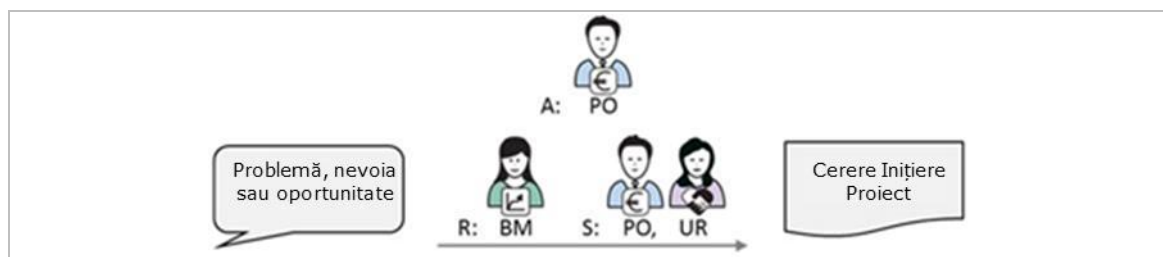 A: PO
Problemă, nevoia
sau oportunitate
R: BM
S: PO, UR
Cerere Inițiere
Proiect